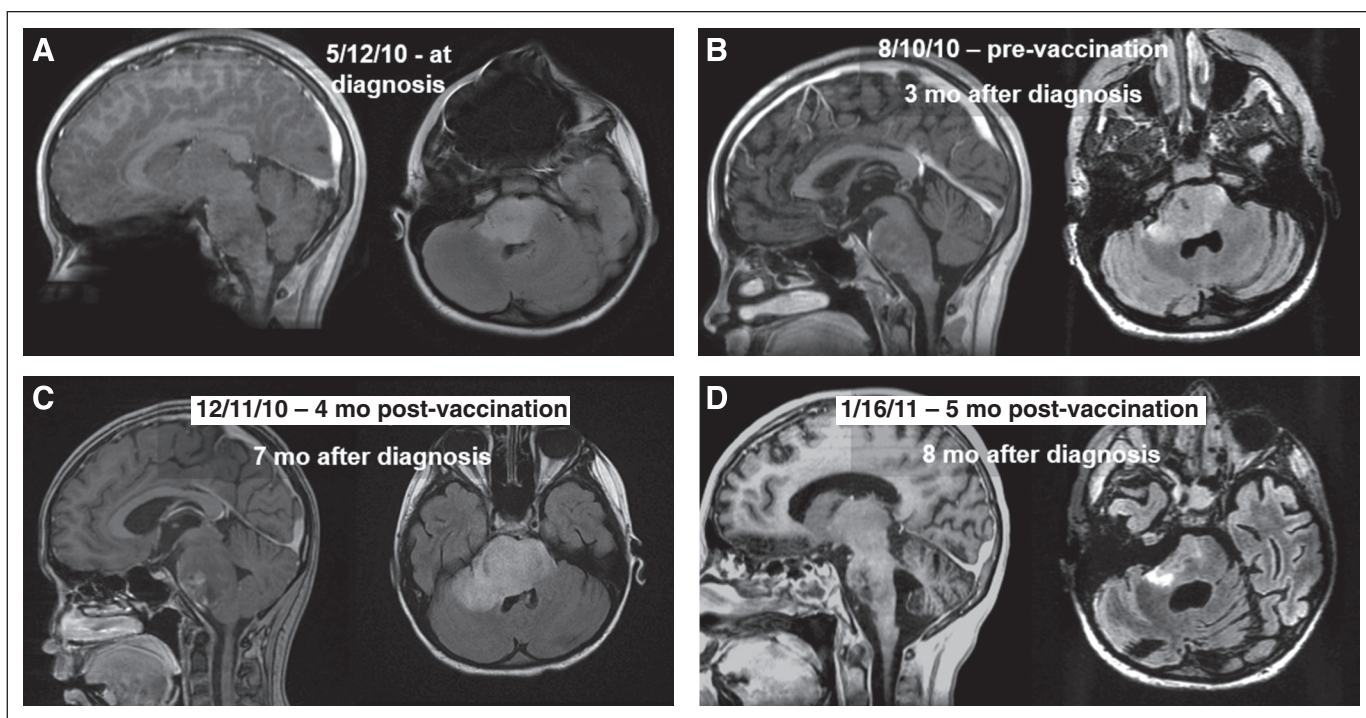 A
5/12/10 - at
diagnosis
B
8/10/10 – pre-vaccination
3 mo after diagnosis
C
12/11/10 – 4 mo post-vaccination
7 mo after diagnosis
D
1/16/11 – 5 mo post-vaccination
8 mo after diagnosis